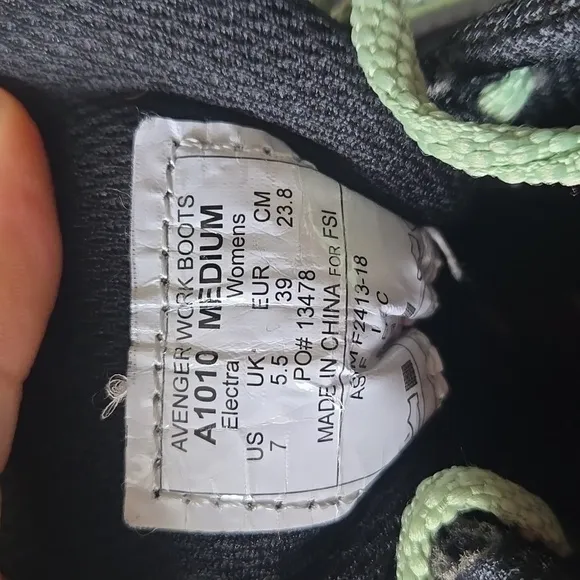 AVENGER WORK BOOTS
A1010 MEDIUM
Electra Womens
US UK EUR CM
7 5.5 39 23.8
PO# 13478
MADE IN CHINA FOR FSI
F2413-18
C